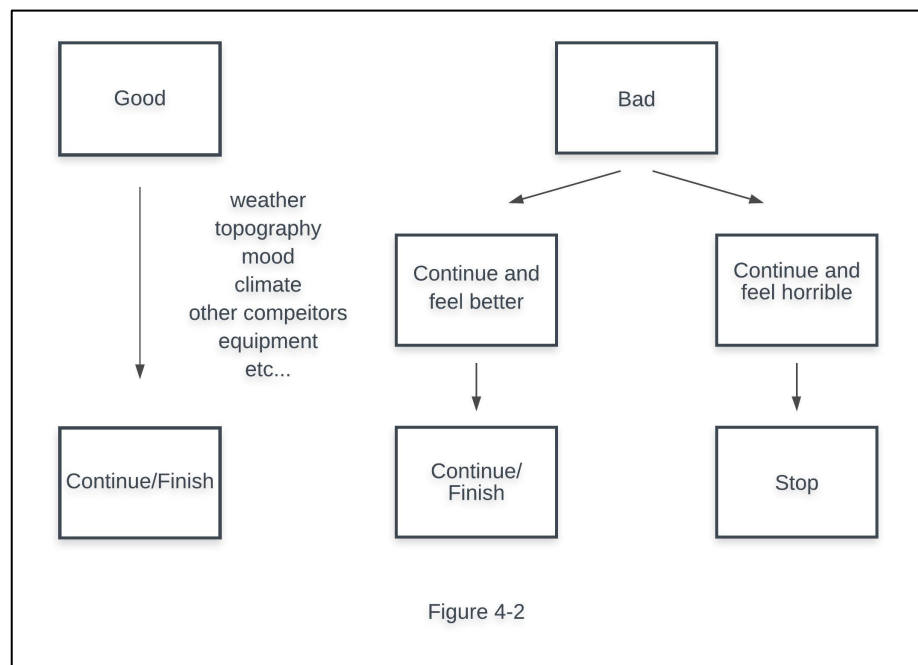 Good
Bad
weather
topography
mood
climate
other compeitors
equipment
etc...
Continue and
feel better
Continue and
feel horrible
Continue/Finish
Continue/
Finish
Stop
Figure 4-2